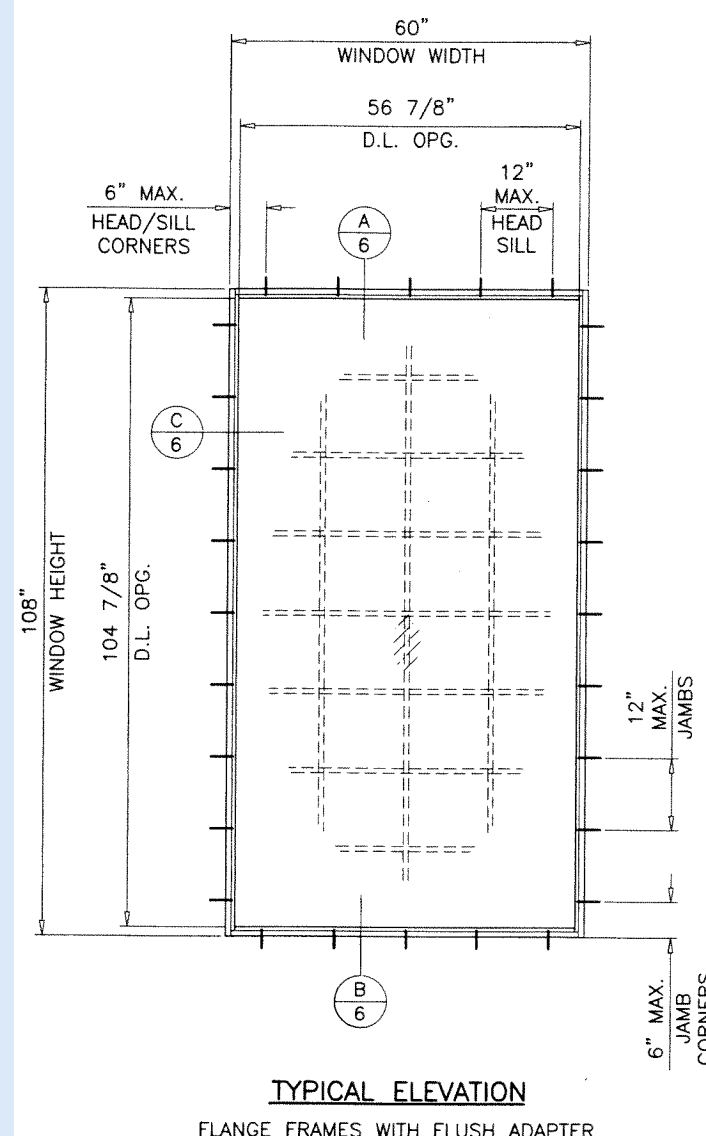 60"
WINDOW WIDTH
56 7/8"
D.L. OPG.
6" MAX.
HEAD/SILL
CORNERS
12"
MAX.
HEAD
SILL
A
6
C
6
108"
WINDOW HEIGHT
104 7/8"
D.L. OPG.
12"
MAX.
JAMBS
B
6
6" MAX.
JAMB
CORNERS
TYPICAL ELEVATION
FLANGE FRAMES WITH FLUSH ADAPTER